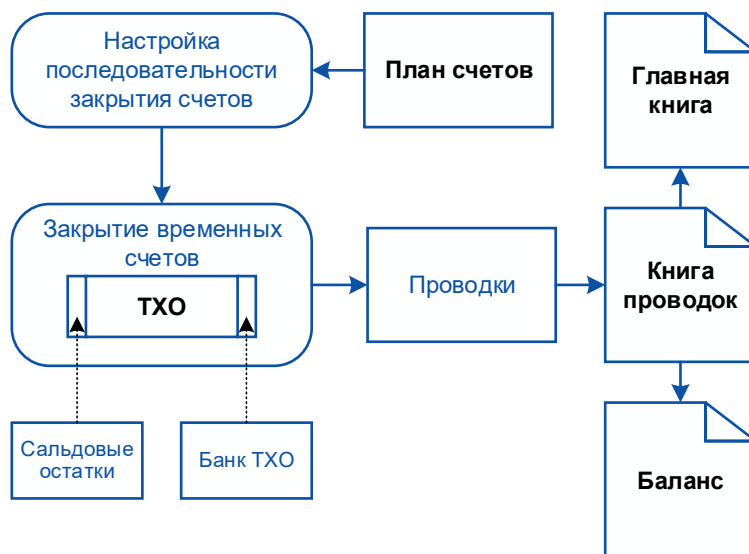 Настройка
последовательности
закрытия счетов
План счетов
Главная
книга
Закрытие временных
счетов
ТХО
Проводки
Книга
проводок
Сальдовые
остатки
Банк ТХО
Баланс